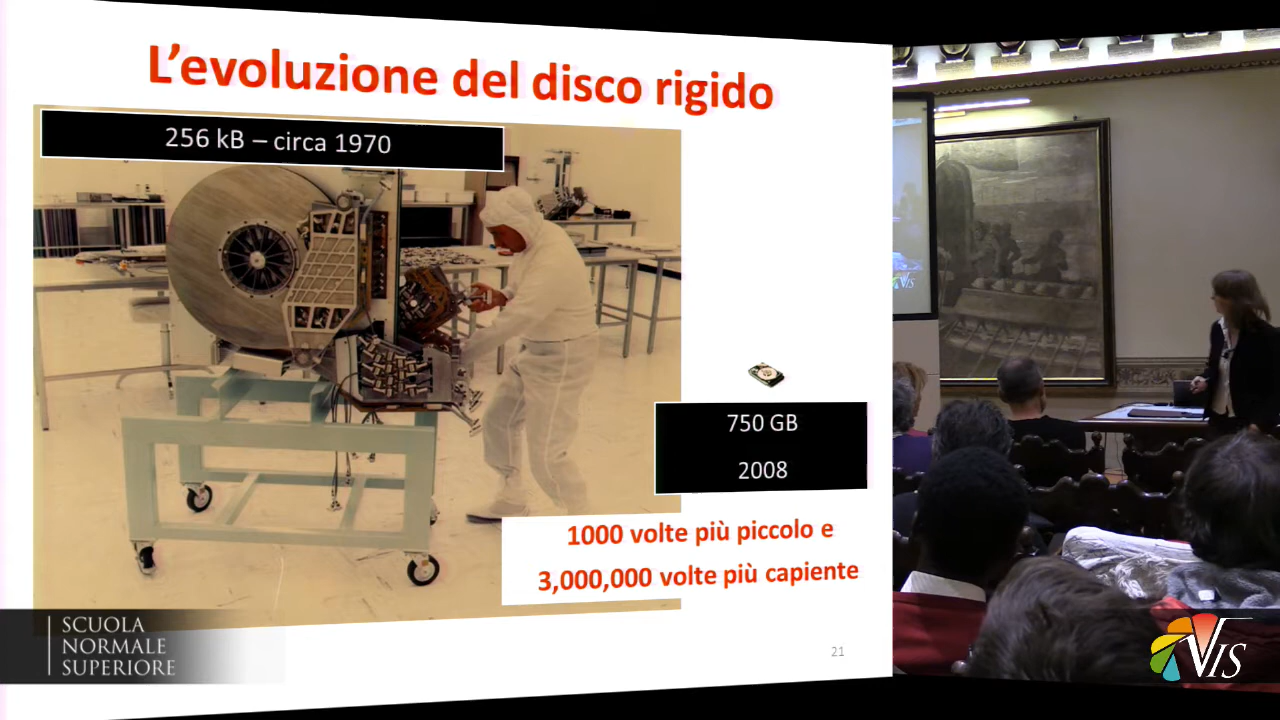 L'evoluzione del disco rigido
256 kB – circa 1970
750 GB
2008
1000 volte più piccolo e
3,000,000 volte più capiente
21
SCUOLA
NORMALE
SUPERIORE
VIS
VIS